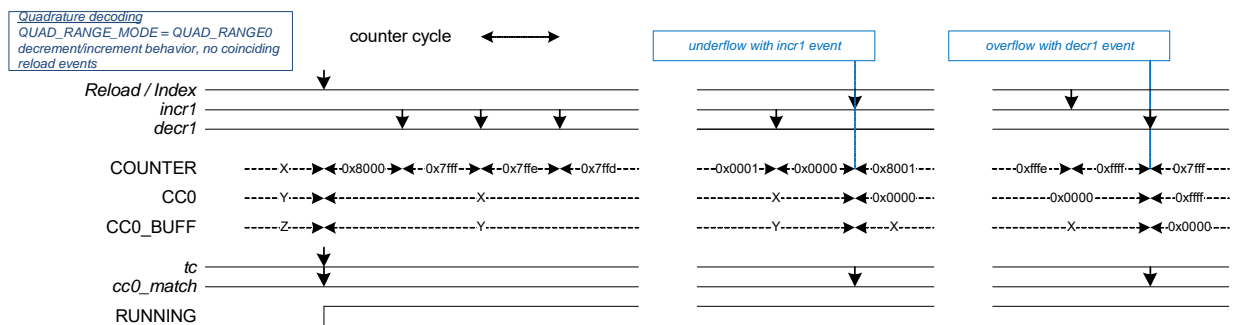 Quadrature decoding
QUAD_RANGE_MODE = QUAD_RANGE0
decrement/increment behavior, no coinciding
reload events
counter cycle
underflow with incr1 event
overflow with decr1 event
Reload / Index
incr1
decr1
COUNTER X 0x8000 0x7fff 0x7ffe 0x7ffd 0x0001 0x0000 0x8001 0xfffe 0xffff 0x7fff
CC0 Y X X 0x0000 0x0000 0xffff
CC0_BUFF Z Y Y X X 0x0000
tc
cc0_match
RUNNING